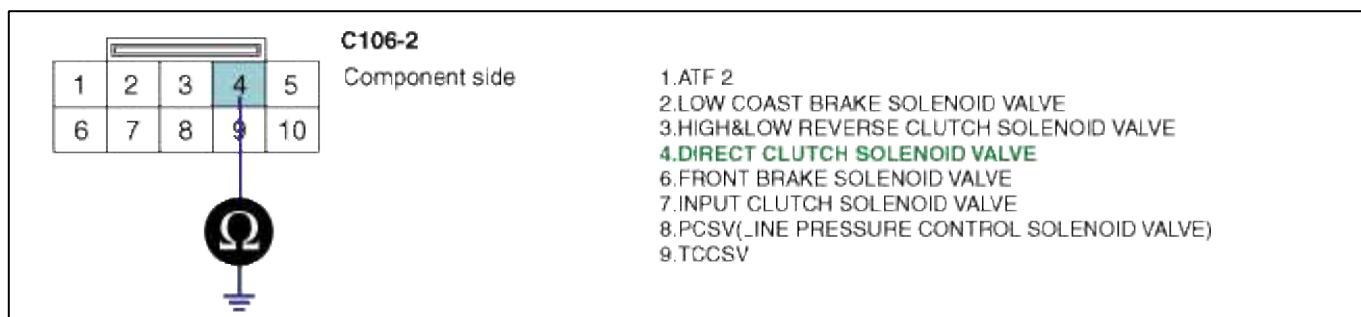 C106-2
Component side
1 2 3 4 5
6 7 8 9 10
Ω
1.ATF 2
2.LOW COAST BRAKE SOLENOID VALVE
3.HIGH&LOW REVERSE CLUTCH SOLENOID VALVE
4.DIRECT CLUTCH SOLENOID VALVE
6.FRONT BRAKE SOLENOID VALVE
7.INPUT CLUTCH SOLENOID VALVE
8.PCSV(LINE PRESSURE CONTROL SOLENOID VALVE)
9.TCCSV